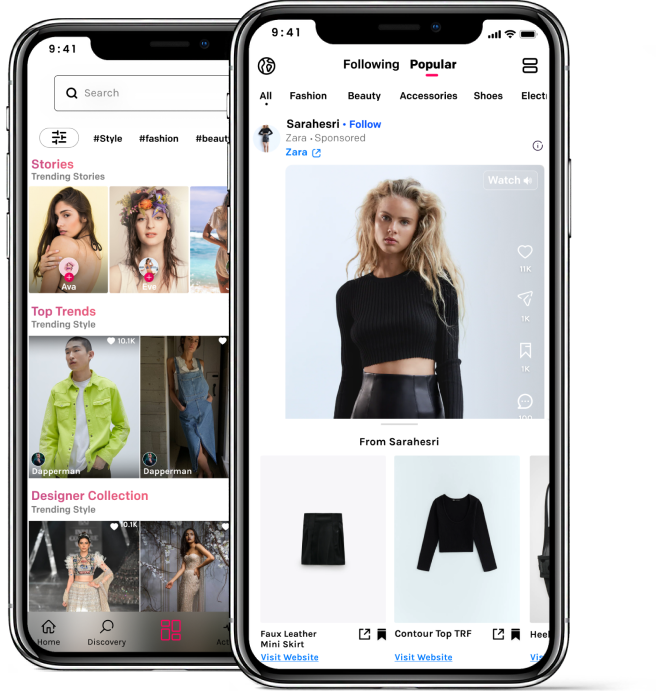 9:41
Search
#Style #fashion #beaut
Stories
Trending Stories
Ava
Eve
Top Trends
Trending Style
10.1K
Dapperman
Dapperman
Designer Collection
Trending Style
10.1K
Home
Discovery
Act
9:41
Following Popular
All Fashion Beauty Accessories Shoes Electr
Sarahesri • Follow
Zara • Sponsored
Zara
Watch
11K
1K
1K
100
From Sarahesri
Faux Leather
Mini Skirt
Visit Website
Contour Top TRF
Visit Website
Heel
Vis